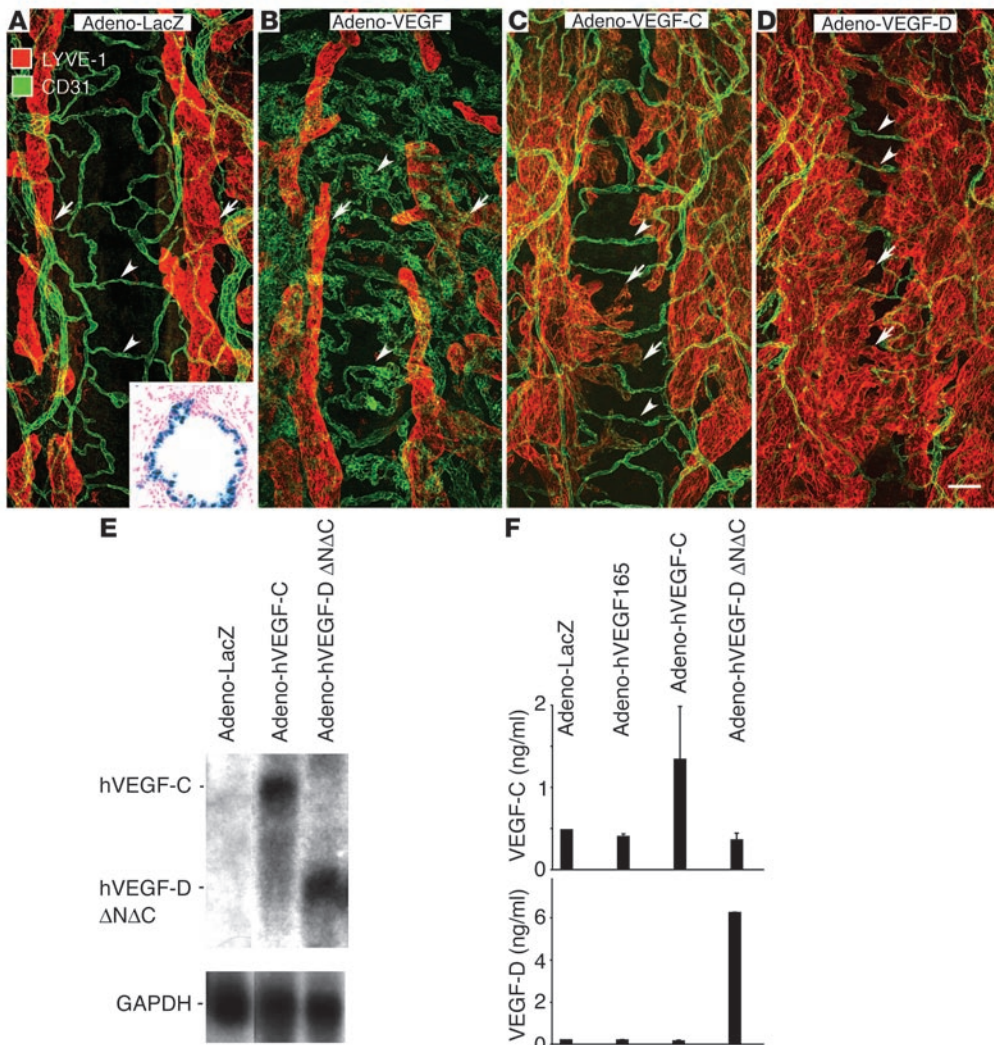 A Adeno-LacZ
LYVE-1
CD31
B Adeno-VEGF
C Adeno-VEGF-C
D Adeno-VEGF-D
E
Adeno-LacZ
Adeno-hVEGF-C
Adeno-hVEGF-D ΔNΔC
hVEGF-C -
hVEGF-D -
ΔNΔC
GAPDH -
F
Adeno-LacZ
Adeno-hVEGF165
Adeno-hVEGF-C
Adeno-hVEGF-D ΔNΔC
VEGF-C (ng/ml)
2
1
0
VEGF-D (ng/ml)
6
4
2
0